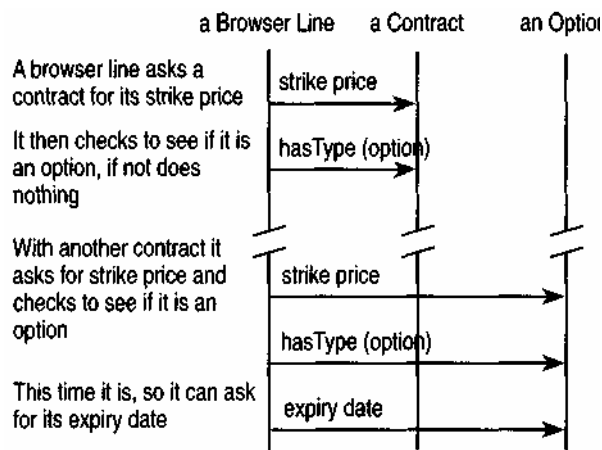 a Browser Line a Contract an Option
A browser line asks a
contract for its strike price
strike price
It then checks to see if it is
an option, if not does
nothing
hasType (option)
With another contract it
asks for strike price and
checks to see if it is an
option
strike price
hasType (option)
This time it is, so it can ask
for its expiry date
expiry date